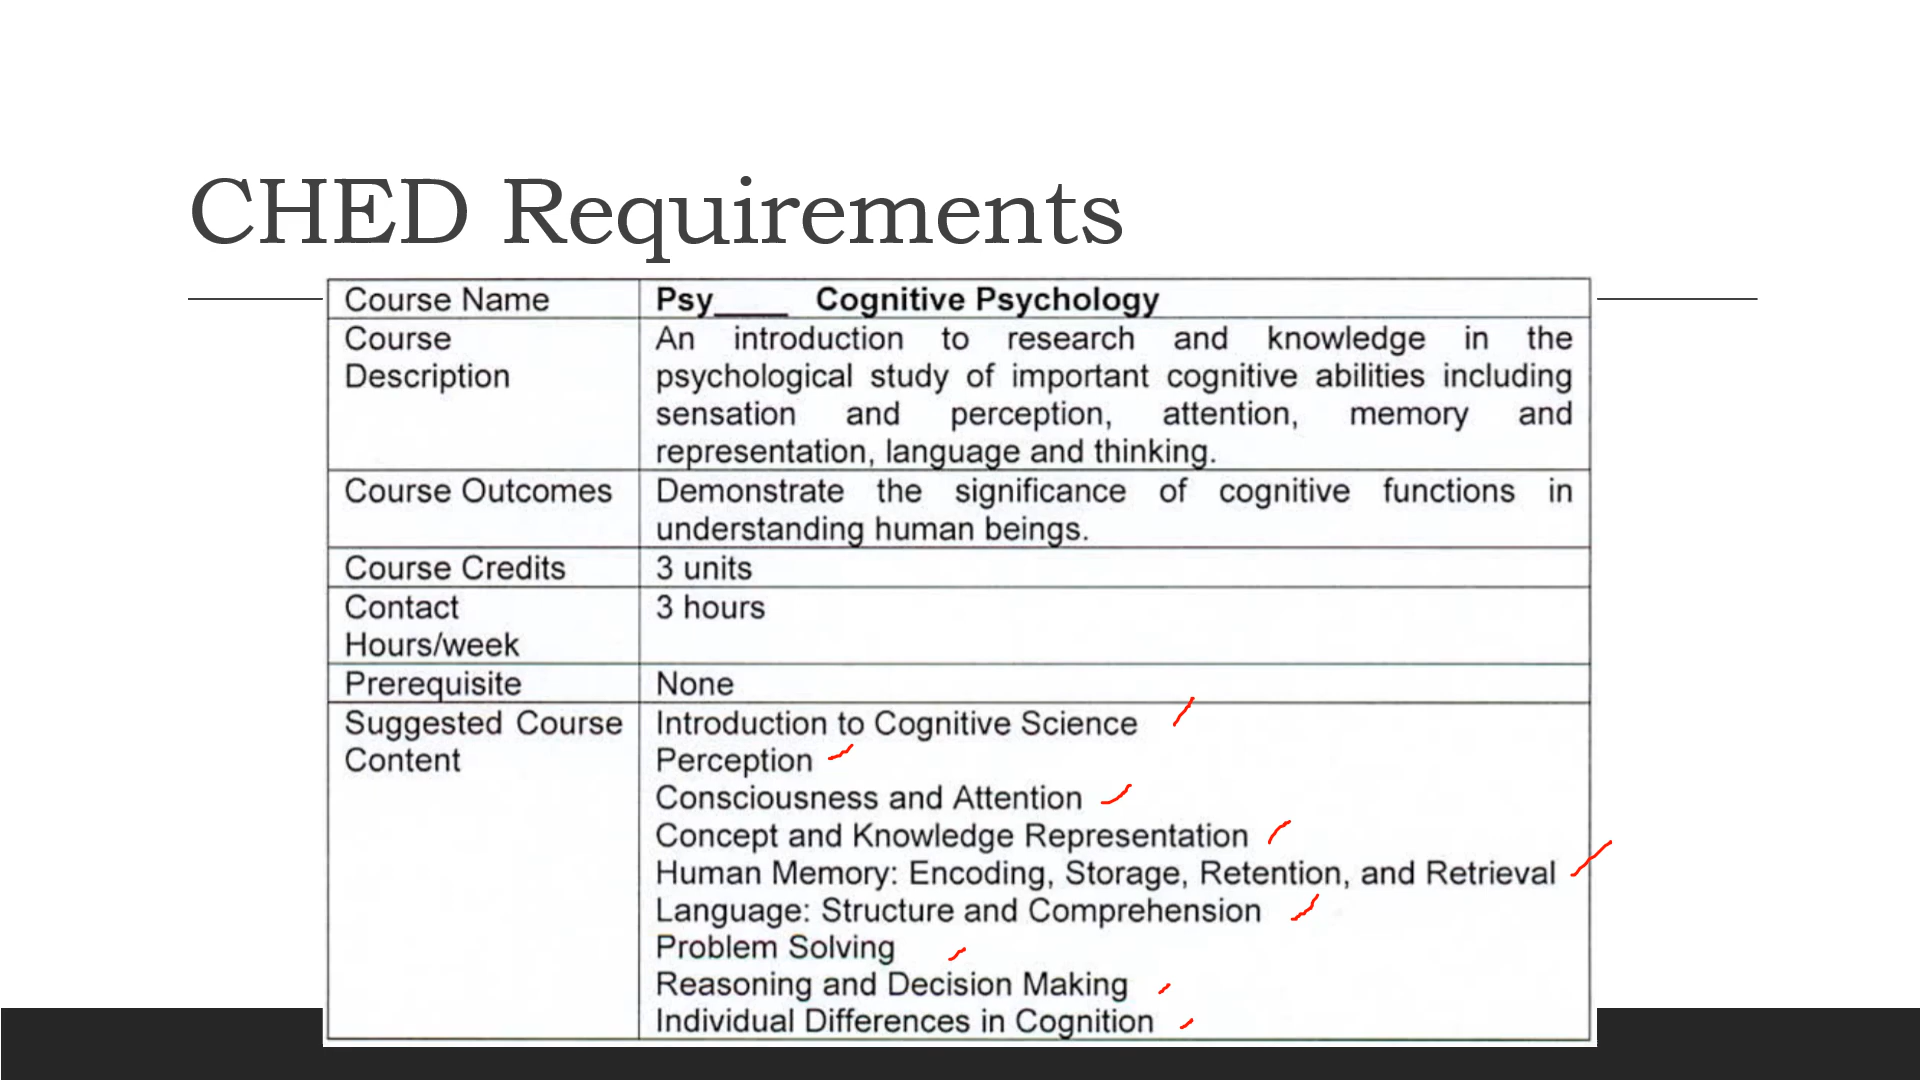 CHED Requirements
Course Name
Psy____ Cognitive Psychology
Course
Description
An introduction to research and knowledge in the
psychological study of important cognitive abilities including
sensation and perception, attention, memory and
representation, language and thinking.
Course Outcomes
Demonstrate the significance of cognitive functions in
understanding human beings.
Course Credits
3 units
Contact
Hours/week
3 hours
Prerequisite
None
Suggested Course
Content
Introduction to Cognitive Science
Perception
Consciousness and Attention
Concept and Knowledge Representation
Human Memory: Encoding, Storage, Retention, and Retrieval
Language: Structure and Comprehension
Problem Solving
Reasoning and Decision Making
Individual Differences in Cognition